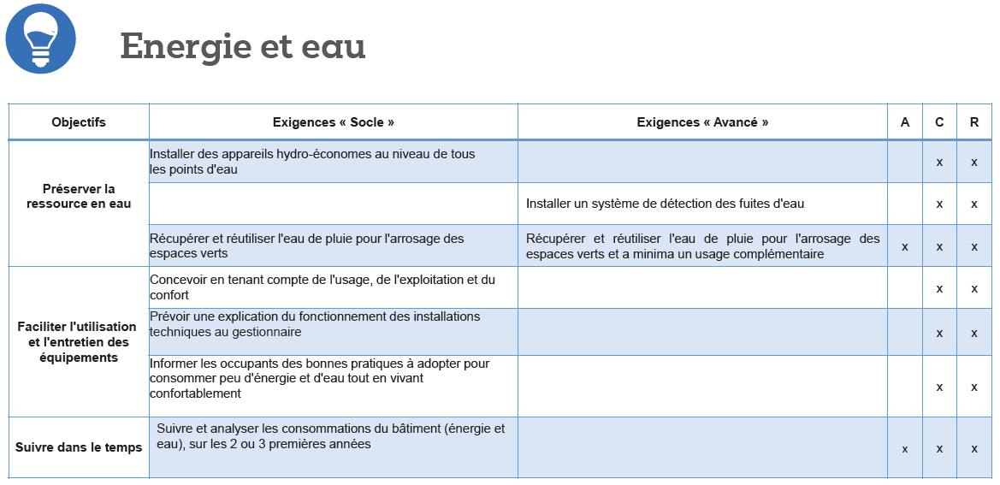 Energie et eau
Objectifs Exigences « Socle » Exigences « Avancé » A C R
Préserver la
ressource en eau
Installer des appareils hydro-économes au niveau de tous
les points d'eau
x x
Installer un système de détection des fuites d'eau
x x
Récupérer et réutiliser l'eau de pluie pour l'arrosage des
espaces verts
Récupérer et réutiliser l'eau de pluie pour l'arrosage des
espaces verts et a minima un usage complémentaire
x x x
Faciliter l'utilisation
et l'entretien des
équipements
Concevoir en tenant compte de l'usage, de l'exploitation et du
confort
x x
Prévoir une explication du fonctionnement des installations
techniques au gestionnaire
x x
Informer les occupants des bonnes pratiques à adopter pour
consommer peu d'énergie et d'eau tout en vivant
confortablement
x x
Suivre dans le temps
Suivre et analyser les consommations du bâtiment (énergie et
eau), sur les 2 ou 3 premières années
x x x